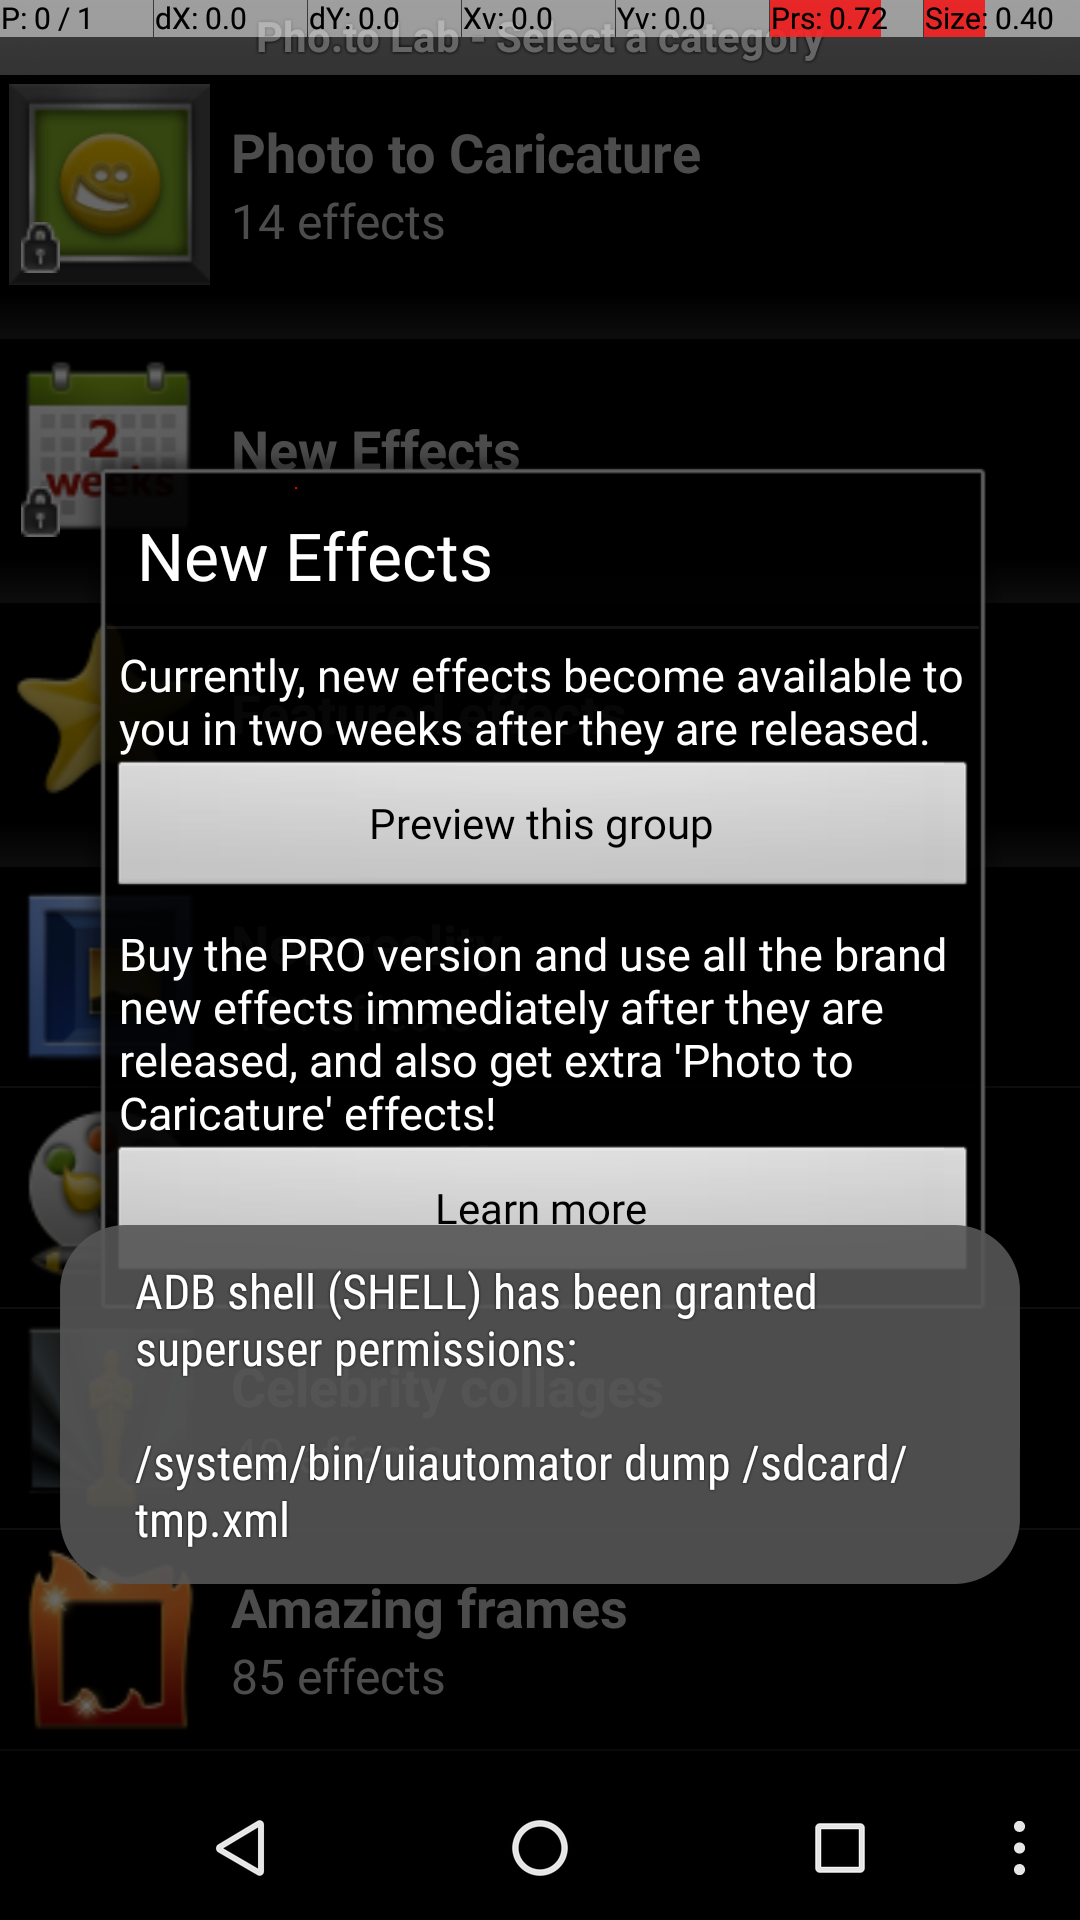 P: 0 / 1 dX: 0.0 dY: 0.0 Xv: 0.0 Yv: 0.0 Prs: 0.72 Size: 0.40
Pho.to Lab - Select a category
Photo to Caricature
14 effects
2
weeks
New Effects
New Effects
Currently, new effects become available to
you in two weeks after they are released.
Featured effects
Preview this group
Buy the PRO version and use all the brand
new effects immediately after they are
released, and also get extra 'Photo to
Caricature' effects!
Learn more
ADB shell (SHELL) has been granted
superuser permissions:
Celebrity collages
/system/bin/uiautomator dump /sdcard/
tmp.xml
Amazing frames
85 effects